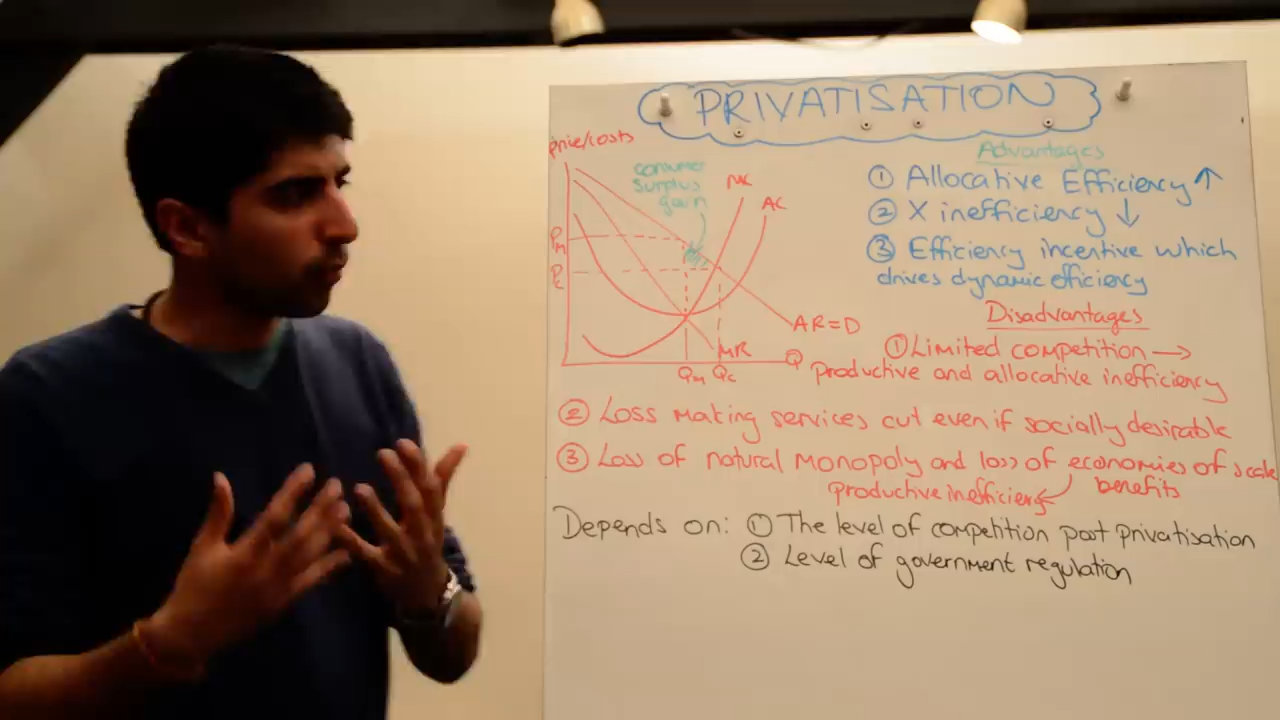 PRIVATISATION
price/costs
consumer
surplus
gain
MC
AC
Pm
Pc
AR=D
MR
Q
Qm Qc
Advantages
① Allocative Efficiency ↑
② X inefficiency ↓
③ Efficiency incentive which
drives dynamic eficiency
Disadvantages
① Limited competition →
productive and allocative inefficiency
② Loss making services cut even if socially desirable
③ Loss of natural monopoly and loss of economies of scale
benefits
productive inefficiency
Depends on: ① The level of competition post privatisation
② Level of government regulation